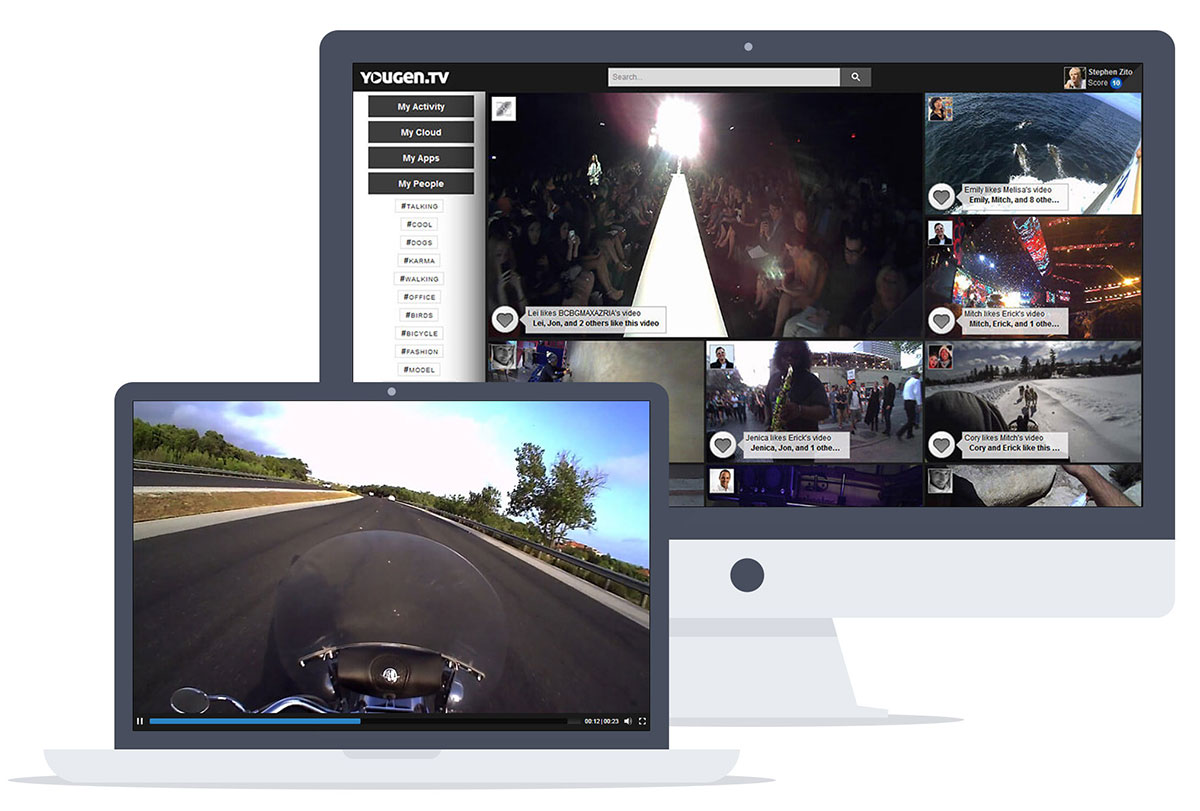 YOUGEN.TV
Search...
Stephen Zito
Score 10
My Activity
My Cloud
My Apps
My People
#TALKING
#COOL
#DOGS
#KARMA
#WALKING
#OFFICE
#BIRDS
#BICYCLE
#FASHION
#MODEL
Lei likes BCBGMAXAZRIA's video
Lei, Jon, and 2 others like this video
Emily likes Melisa's video
Emily, Mitch, and 8 othe...
Mitch likes Erick's video
Mitch, Erick, and 1 othe...
Jenica likes Erick's video
Jenica, Jon, and 1 othe...
Cory likes Mitch's video
Cory and Erick like this ...
00:12|00:23